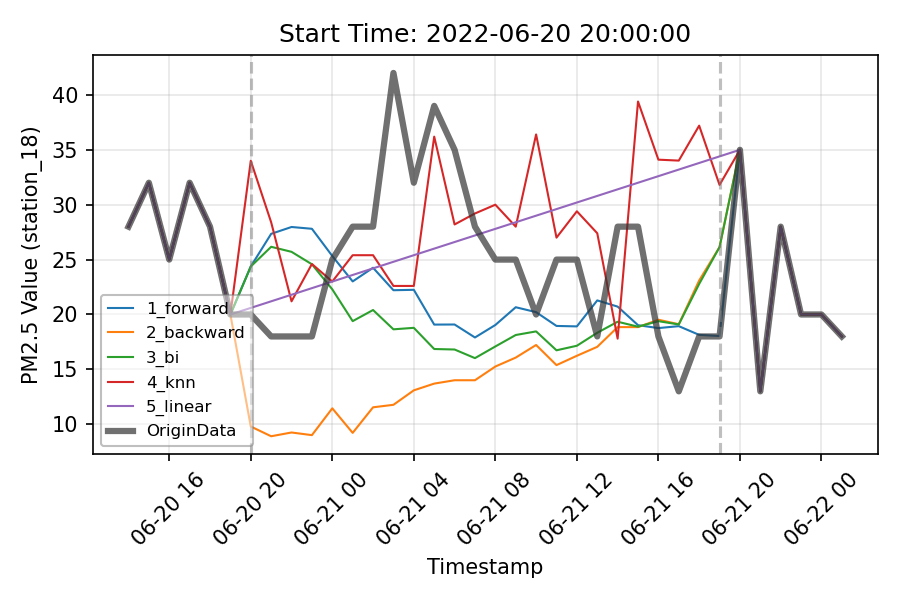 Start Time: 2022-06-20 20:00:00
PM2.5 Value (station_18)
40
35
30
25
20
15
10
1_forward
2_backward
3_bi
4_knn
5_linear
OriginData
06-20 16
06-20 20
06-21 00
06-21 04
06-21 08
06-21 12
06-21 16
06-21 20
06-22 00
Timestamp